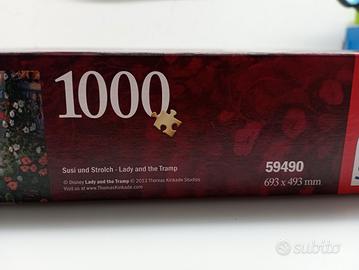 1000
Susi und Strolch - Lady and the Tramp
© Disney Lady and the Tramp © 2013 Thomas Kinkade Studios
Visit us at www.ThomasKinkade.com
59490
693 x 493 mm
subito